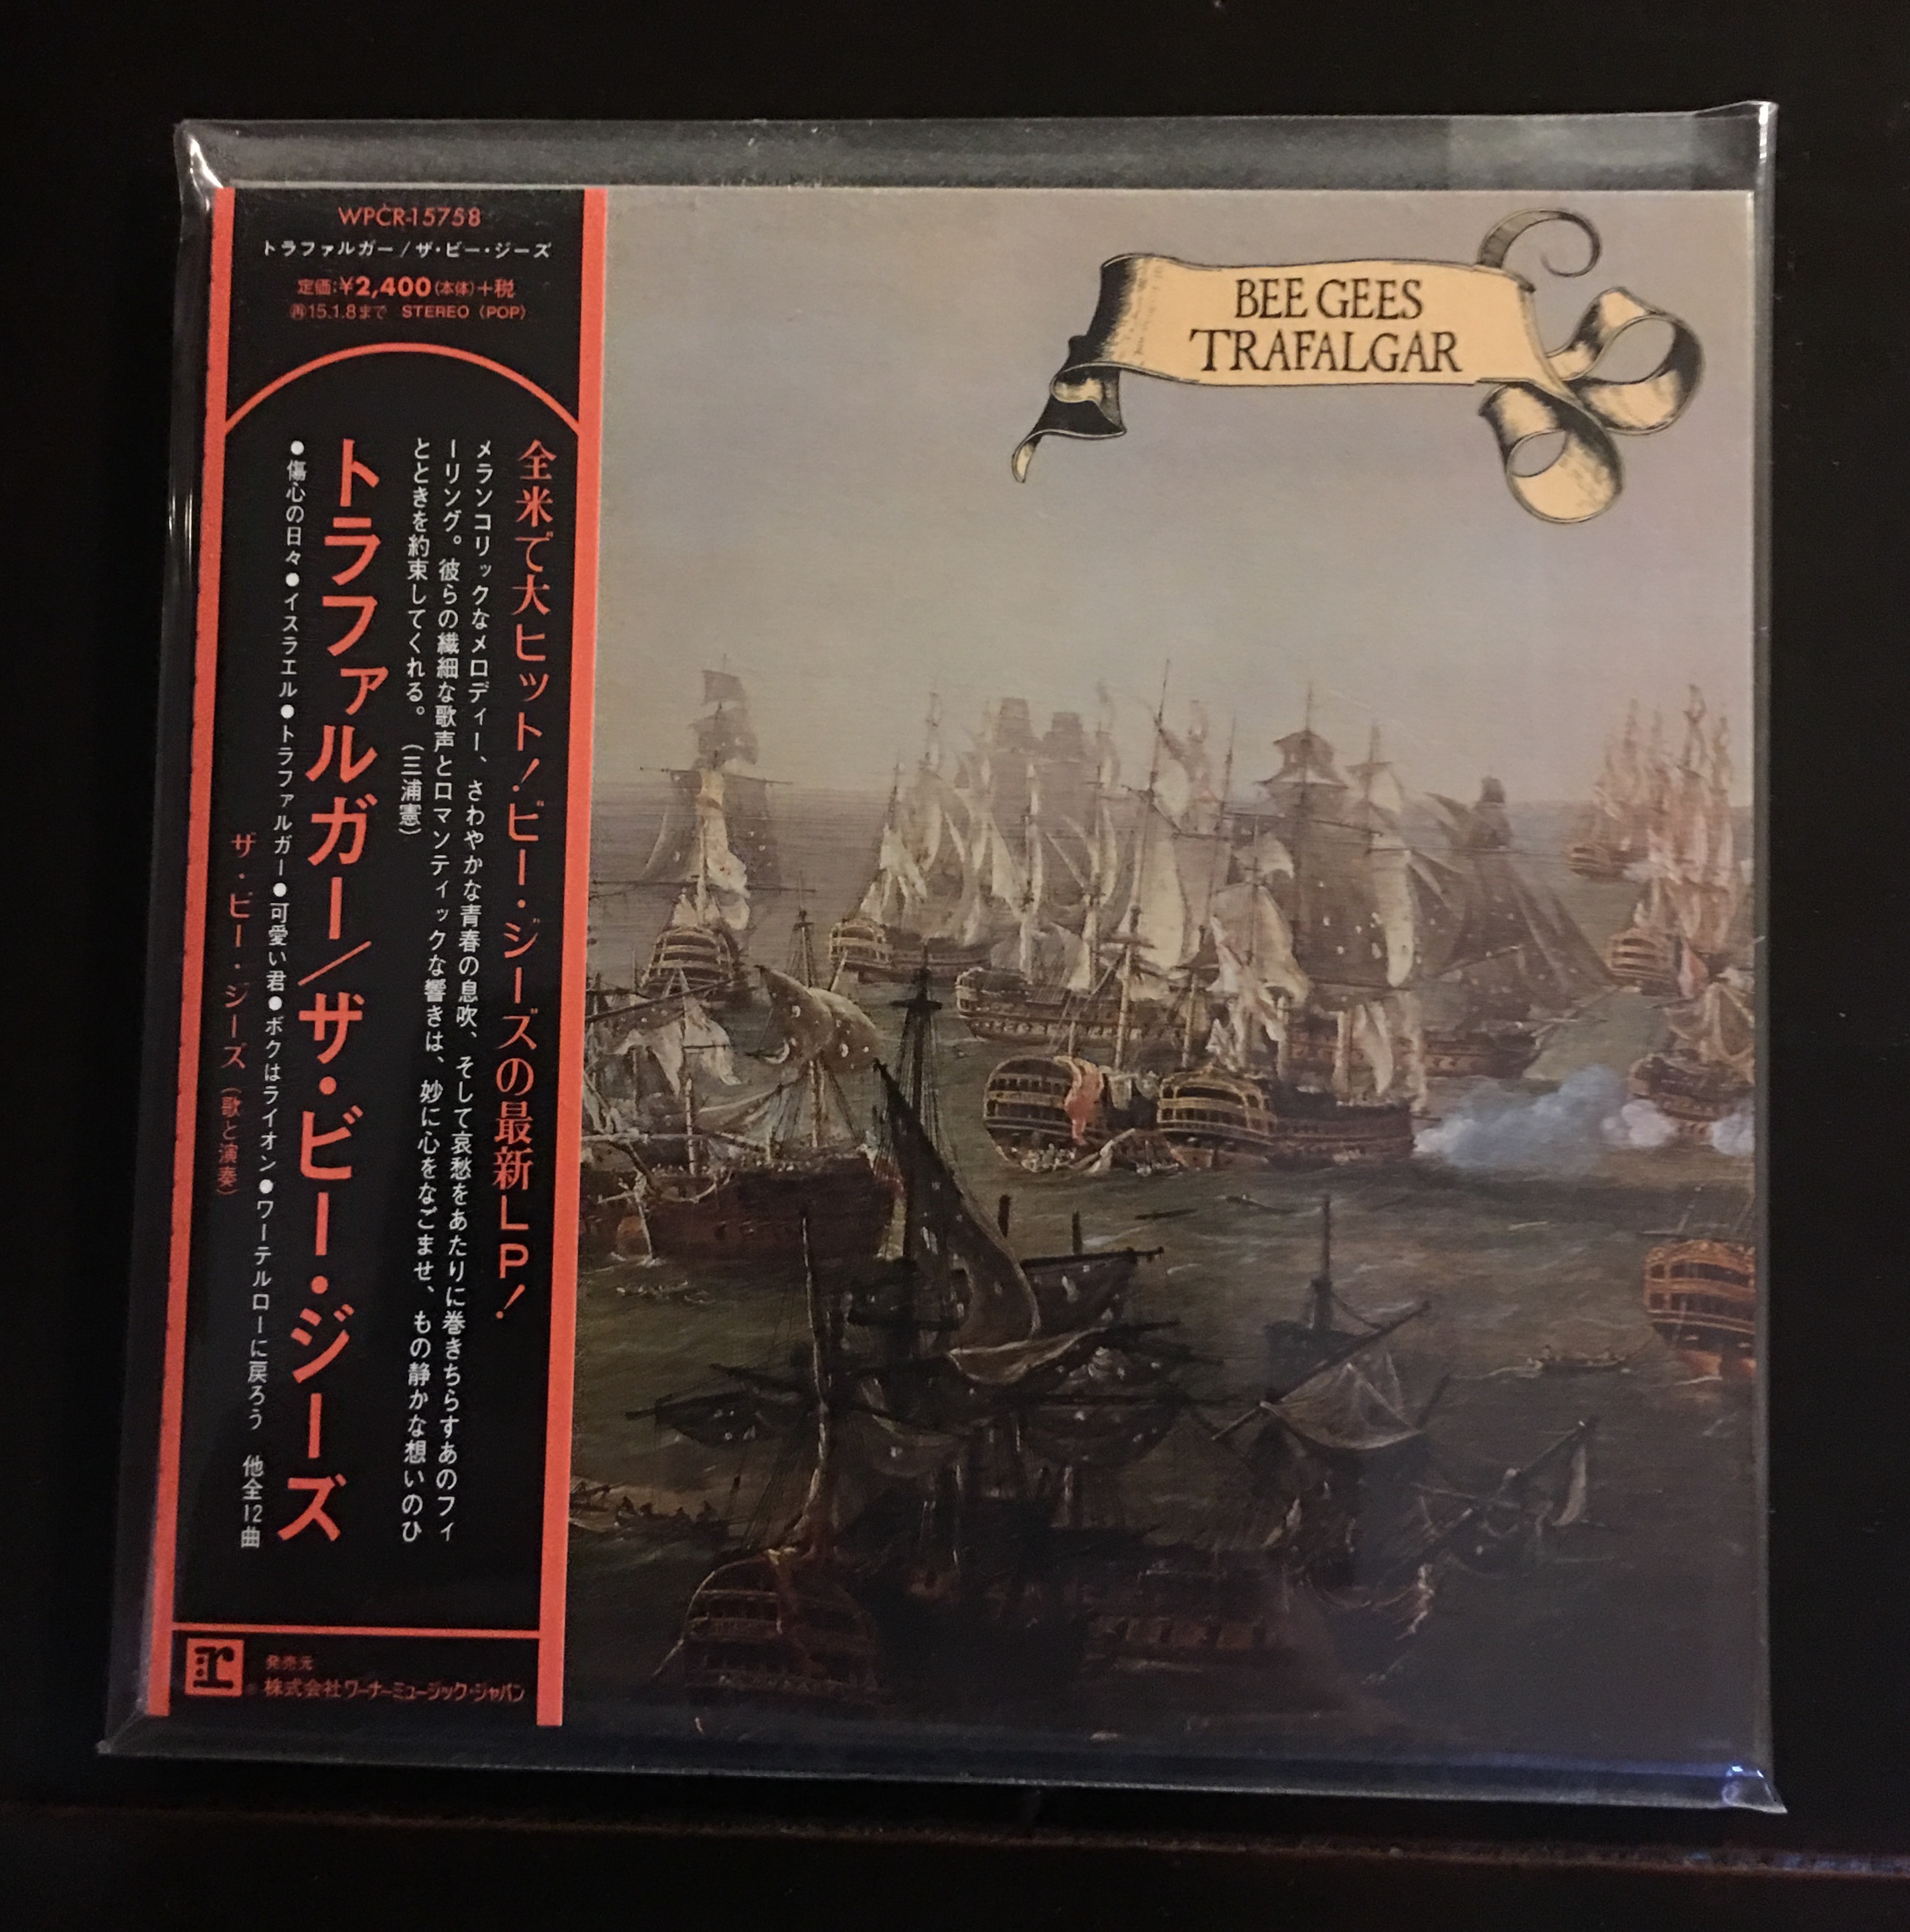 WPCR-15758
トラファルガー/ザ・ビー・ジーズ
定価:¥2,400(本体)+税
㊢15.1.8まで STEREO (POP)
全米で大ヒット!ビー・ジーズの最新LP!
メランコリックなメロディー、さわやかな青春の息吹、そして哀愁をあたりに巻きちらすあのフィ
ーリング。彼らの繊細な歌声とロマンティックな響きは、妙に心をなごませ、もの静かな想いのひ
とときを約束してくれる。 (三浦憲)
トラファルガー/ザ・ビー・ジーズ
●傷心の日々●イスラエル●トラファルガー●可愛い君●ボクはライオン●ワーテルローに戻ろう 他全12曲
ザ・ビー・ジーズ(歌と演奏)
r
発売元
株式会社ワーナーミュージック・ジャパン
BEE GEES
TRAFALGAR